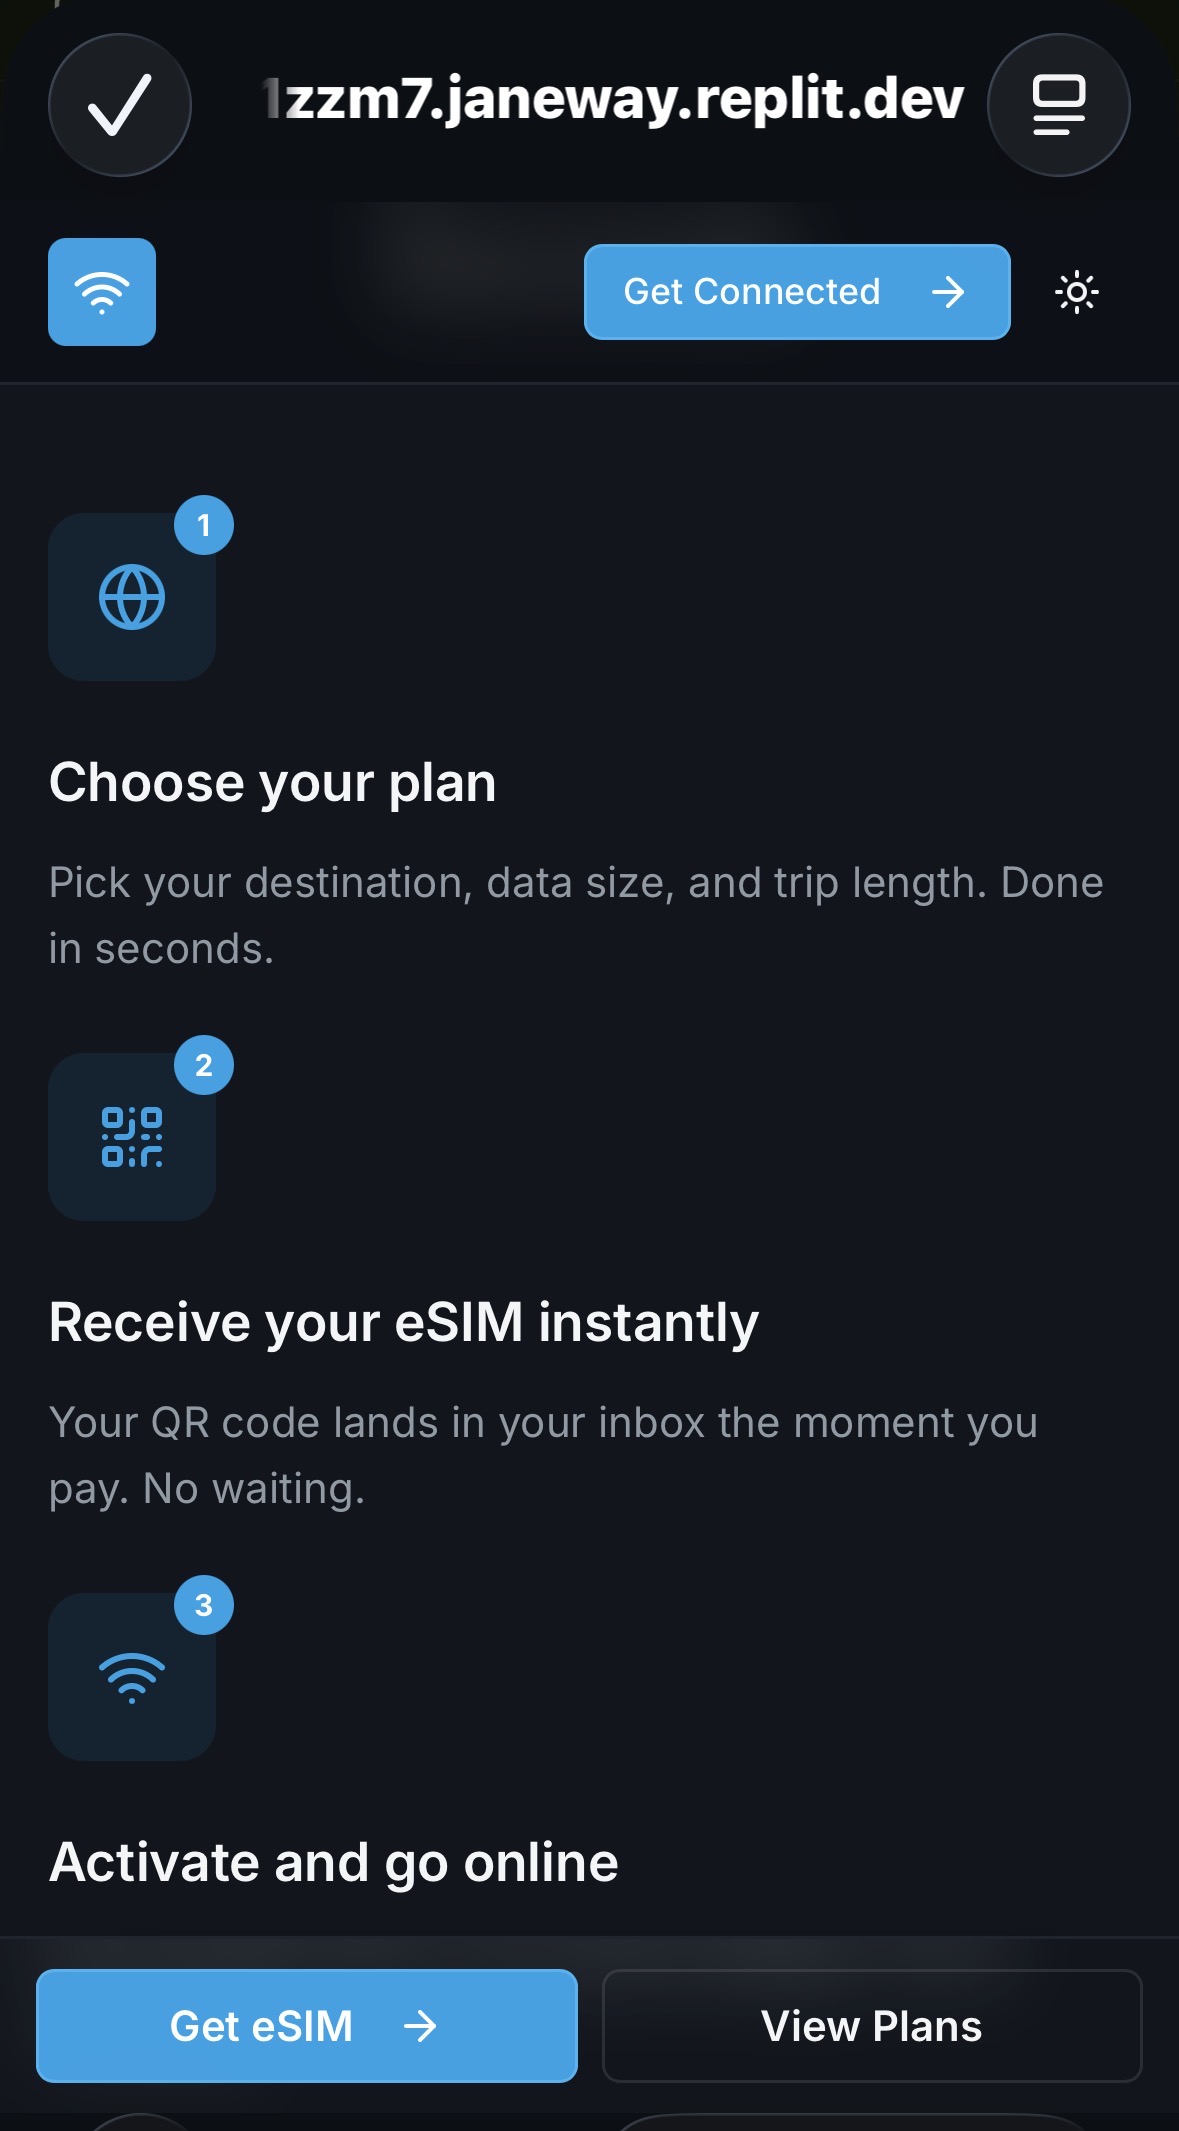 1zzm7.janeway.replit.dev
Get Connected
1
Choose your plan
Pick your destination, data size, and trip length. Done
in seconds.
2
Receive your eSIM instantly
Your QR code lands in your inbox the moment you
pay. No waiting.
3
Activate and go online
Get eSIM
View Plans